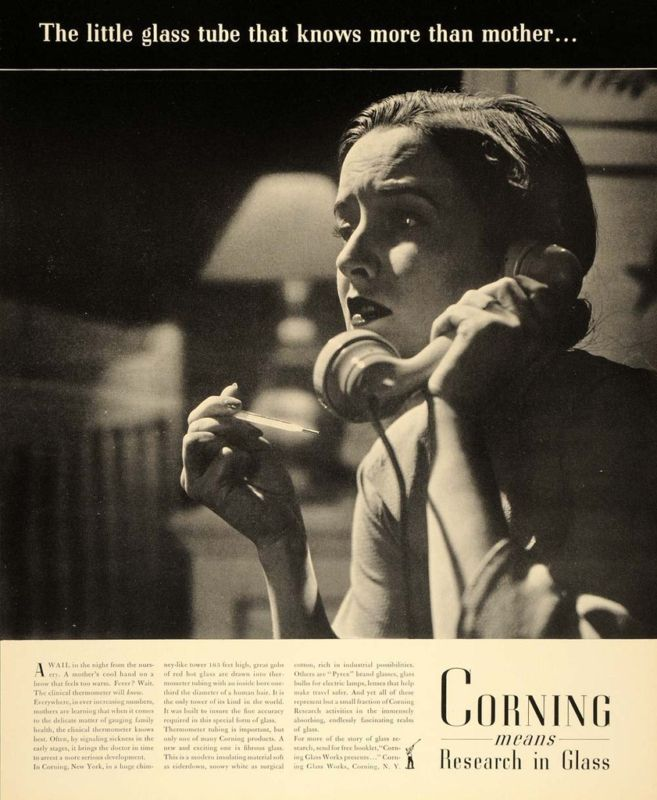 The little glass tube that knows more than mother...
A WAIL in the night from the nurs-
ery. A mother's cool hand on a
brow that feels too warm. Fever? Wait.
The clinical thermometer will know.
Everywhere, in ever increasing numbers,
mothers are learning that when it comes
to the delicate matter of gauging family
health, the clinical thermometer knows
best. Often, by signaling sickness in the
early stages, it brings the doctor in time
to arrest a more serious development.
In Corning, New York, in a huge chim-
ney-like tower 165 feet high, great gobs
of red hot glass are drawn into ther-
mometer tubing with an inside bore one-
third the diameter of a human hair. It is
the only tower of its kind in the world.
It was built to insure the fine accuracy
required in this special form of glass.
Thermometer tubing is important, but
only one of many Corning products. A
new and exciting one is fibrous glass.
This is a modern insulating material soft
as eiderdown, snowy white as surgical
cotton, rich in industrial possibilities.
Others are "Pyrex" brand glasses, glass
bulbs for electric lamps, lenses that help
make travel safer. And yet all of these
represent but a small fraction of Corning
Research activities in the immensely
absorbing, endlessly fascinating realm
of glass.
For more of the story of glass re-
search, send for free booklet, "Corn-
ing Glass Works presents..." Corn-
ing Glass Works, Corning, N. Y.
CORNING
means
Research in Glass